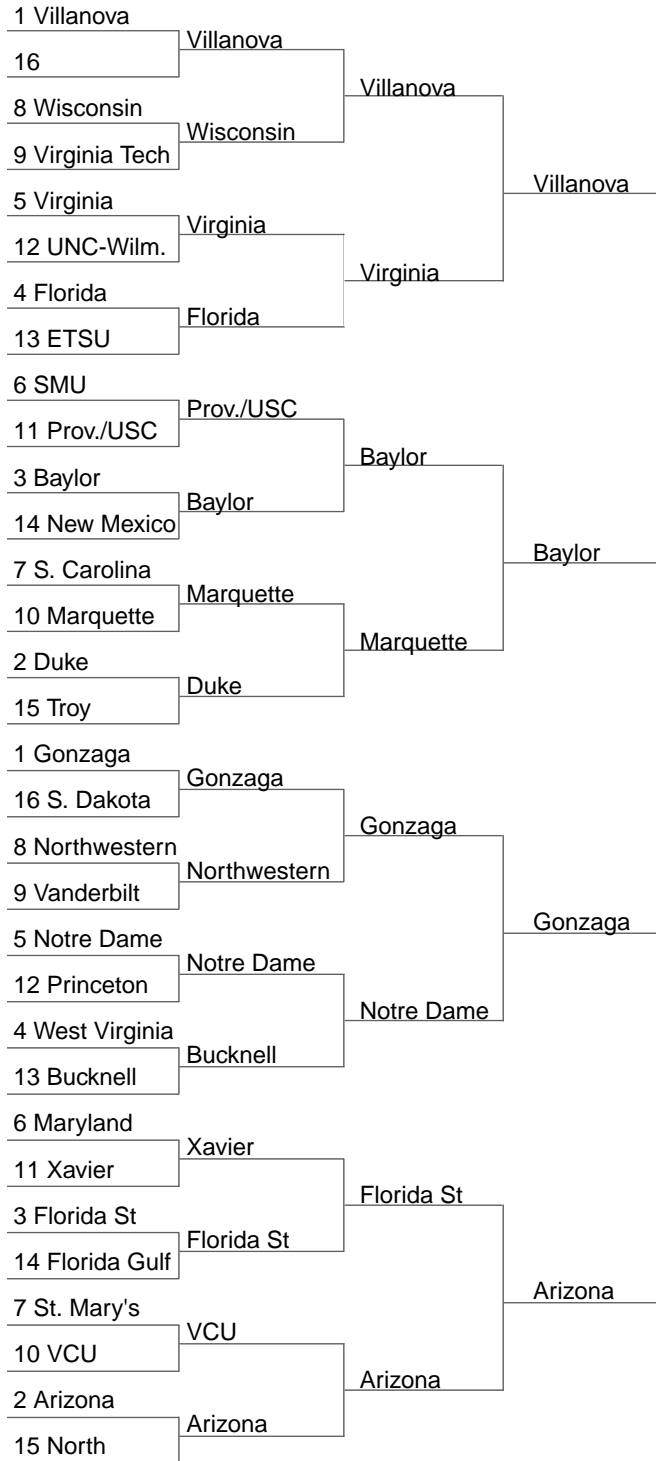 1 Villanova
Villanova
16
Villanova
8 Wisconsin
Wisconsin
9 Virginia Tech
Villanova
5 Virginia
Virginia
12 UNC-Wilm.
Virginia
4 Florida
Florida
13 ETSU
6 SMU
Prov./USC
11 Prov./USC
Baylor
3 Baylor
Baylor
14 New Mexico
Baylor
7 S. Carolina
Marquette
10 Marquette
Marquette
2 Duke
Duke
15 Troy
1 Gonzaga
Gonzaga
16 S. Dakota
Gonzaga
8 Northwestern
Northwestern
9 Vanderbilt
Gonzaga
5 Notre Dame
Notre Dame
12 Princeton
Notre Dame
4 West Virginia
Bucknell
13 Bucknell
6 Maryland
Xavier
11 Xavier
Florida St
3 Florida St
Florida St
14 Florida Gulf
Arizona
7 St. Mary's
VCU
10 VCU
Arizona
2 Arizona
Arizona
15 North